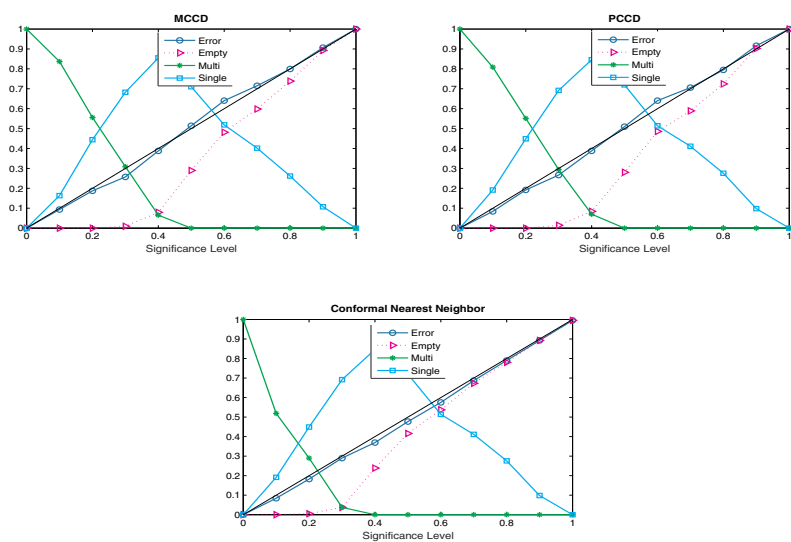 MCCD
1
0.9
0.8
0.7
0.6
0.5
0.4
0.3
0.2
0.1
0
Error
Empty
Multi
Single
0 0.2 0.4 0.6 0.8 1
Significance Level
PCCD
1
0.9
0.8
0.7
0.6
0.5
0.4
0.3
0.2
0.1
0
Error
Empty
Multi
Single
0 0.2 0.4 0.6 0.8 1
Significance Level
Conformal Nearest Neighbor
1
0.9
0.8
0.7
0.6
0.5
0.4
0.3
0.2
0.1
0
Error
Empty
Multi
Single
0 0.2 0.4 0.6 0.8 1
Significance Level